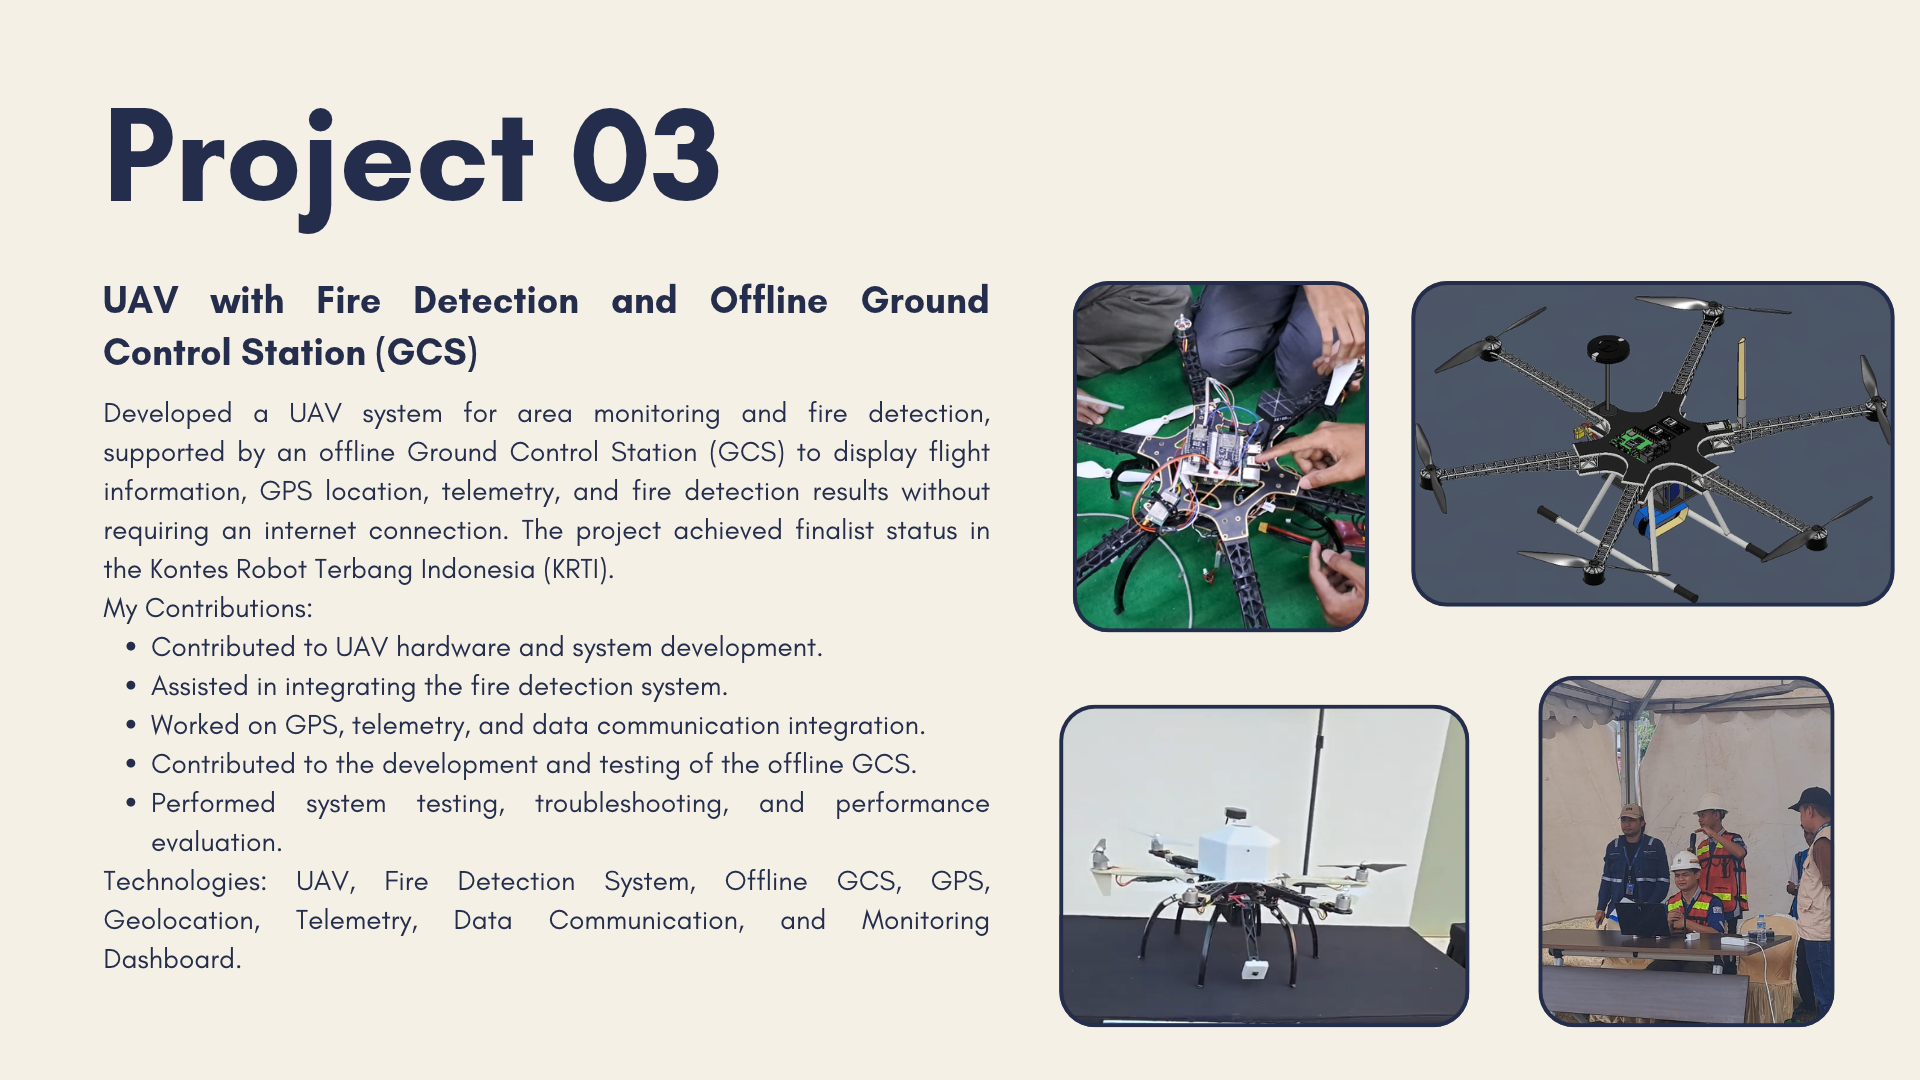 Project 03
UAV with Fire Detection and Offline Ground
Control Station (GCS)
Developed a UAV system for area monitoring and fire detection,
supported by an offline Ground Control Station (GCS) to display flight
information, GPS location, telemetry, and fire detection results without
requiring an internet connection. The project achieved finalist status in
the Kontes Robot Terbang Indonesia (KRTI).
My Contributions:
• Contributed to UAV hardware and system development.
• Assisted in integrating the fire detection system.
• Worked on GPS, telemetry, and data communication integration.
• Contributed to the development and testing of the offline GCS.
• Performed system testing, troubleshooting, and performance
evaluation.
Technologies: UAV, Fire Detection System, Offline GCS, GPS,
Geolocation, Telemetry, Data Communication, and Monitoring
Dashboard.